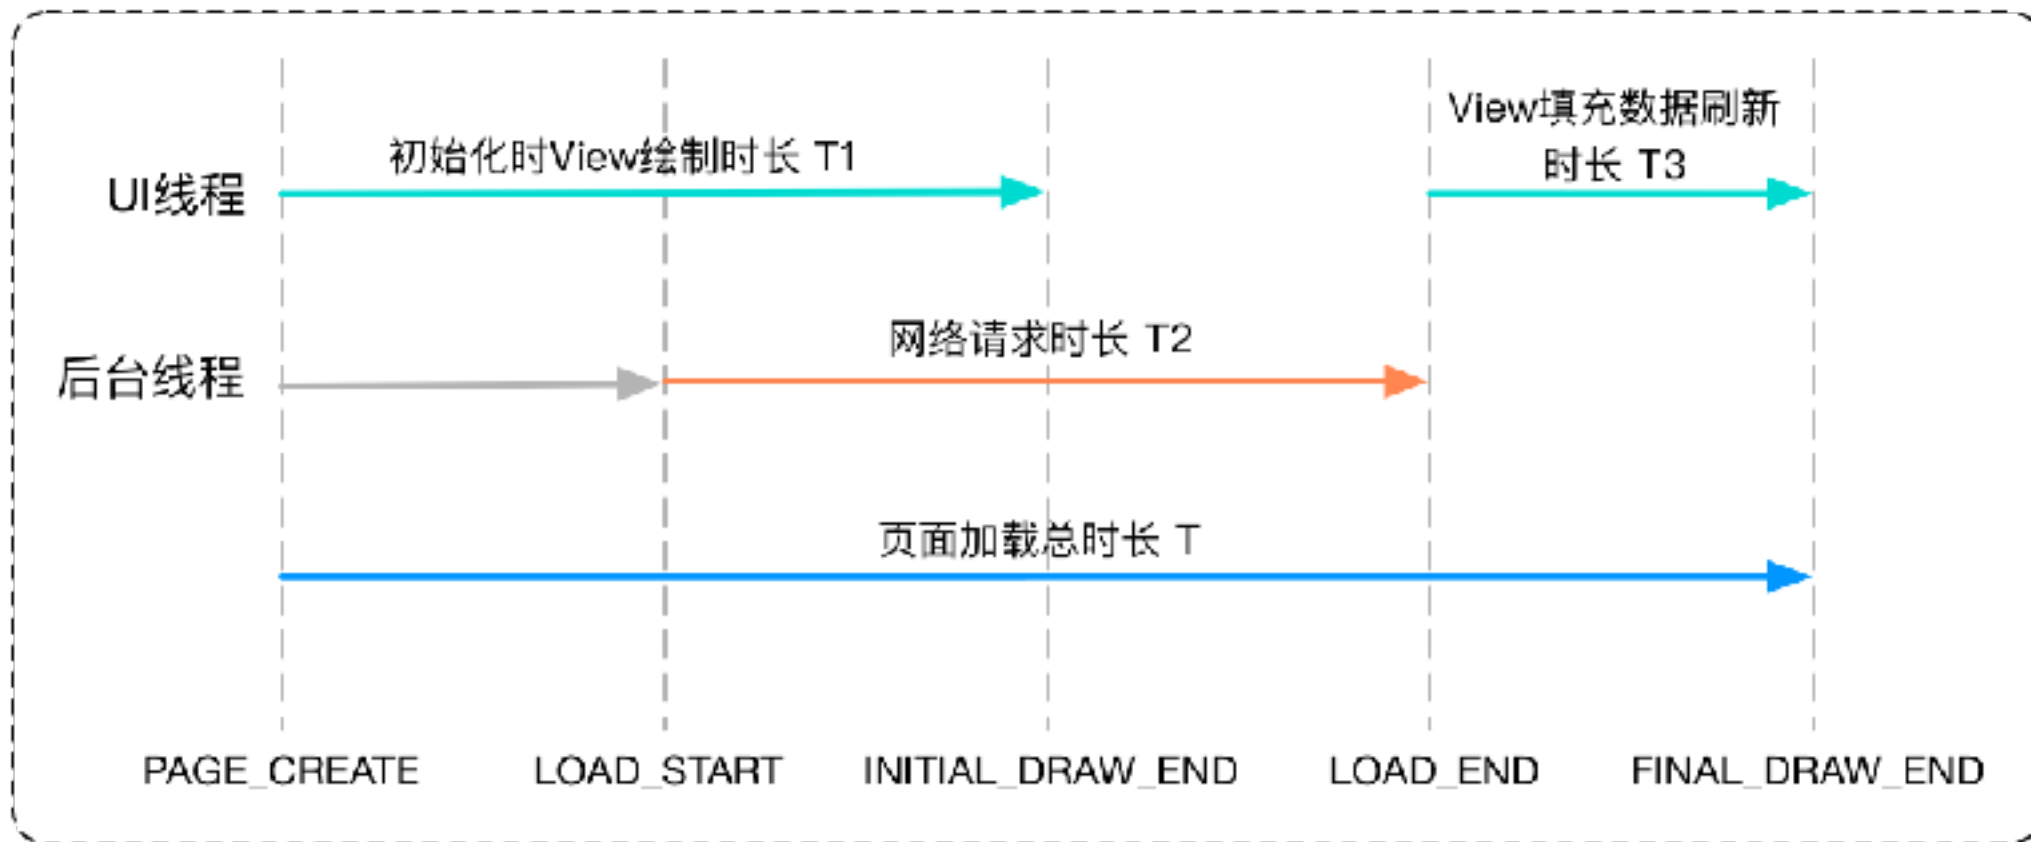 View填充数据刷新
时长 T3
初始化时View绘制时长 T1
UI线程
网络请求时长 T2
后台线程
页面加载总时长 T
PAGE_CREATE
LOAD_START
INITIAL_DRAW_END
LOAD_END
FINAL_DRAW_END